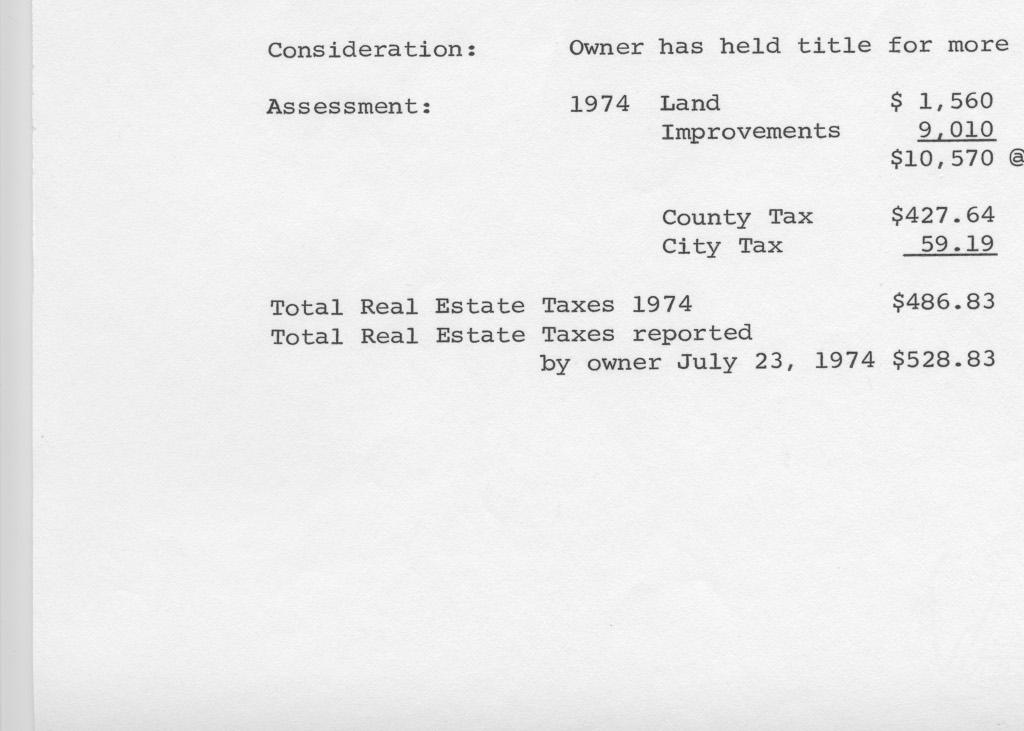 Consideration: Owner has held title for more
Assessment: 1974 Land $ 1,560
Improvements 9,010
$10,570 @
County Tax $427.64
City Tax 59.19
Total Real Estate Taxes 1974 $486.83
Total Real Estate Taxes reported
by owner July 23, 1974 $528.83